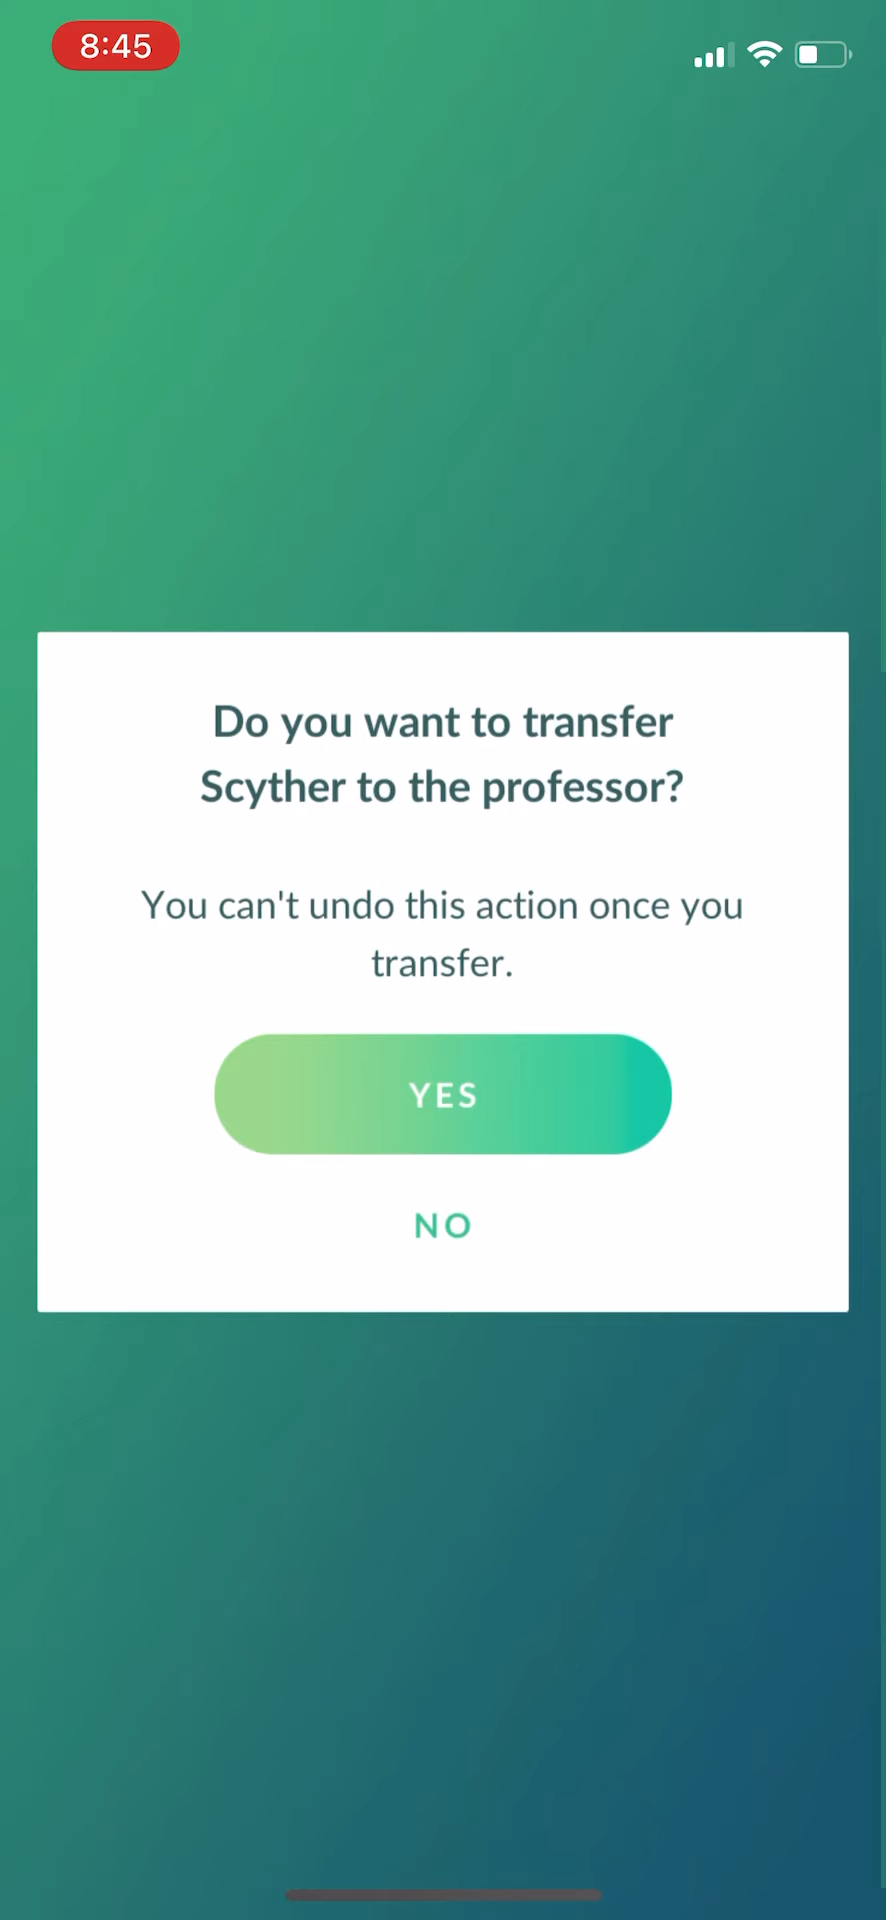 8:45
Do you want to transfer
Scyther to the professor?
You can't undo this action once you
transfer.
YES
NO